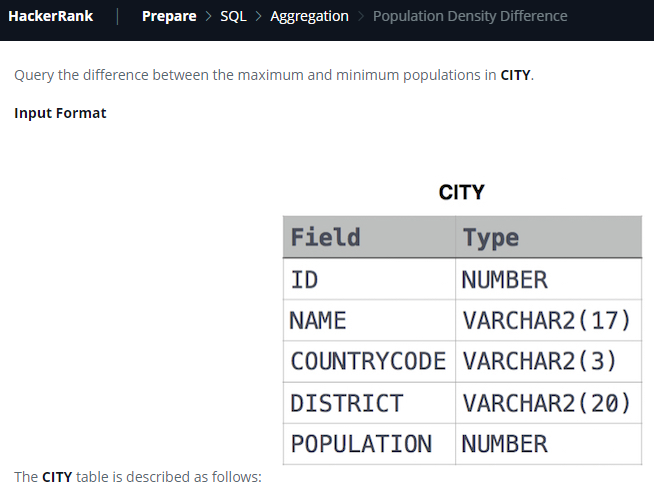 HackerRank | Prepare > SQL > Aggregation > Population Density Difference
Query the difference between the maximum and minimum populations in CITY.
Input Format
CITY
Field Type
ID NUMBER
NAME VARCHAR2(17)
COUNTRYCODE VARCHAR2(3)
DISTRICT VARCHAR2(20)
POPULATION NUMBER
The CITY table is described as follows: